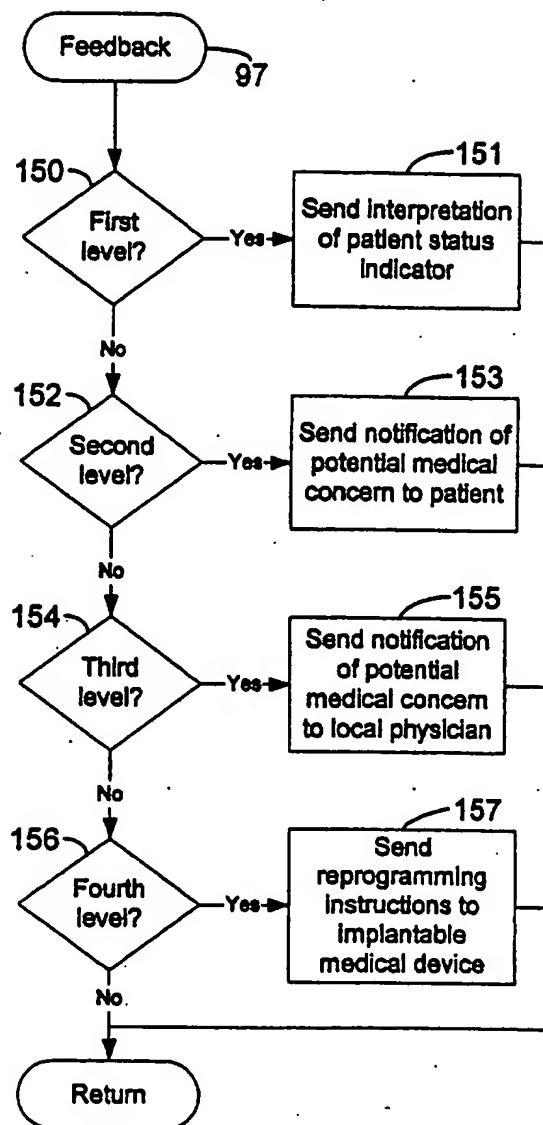 Feedback
97
150
First
level?
Yes
151
Send interpretation
of patient status
indicator
No
152
Second
level?
Yes
153
Send notification of
potential medical
concern to patient
No
154
Third
level?
Yes
155
Send notification
of potential
medical concern
to local physician
No
156
Fourth
level?
Yes
157
Send
reprogramming
instructions to
implantable
medical device
No
Return